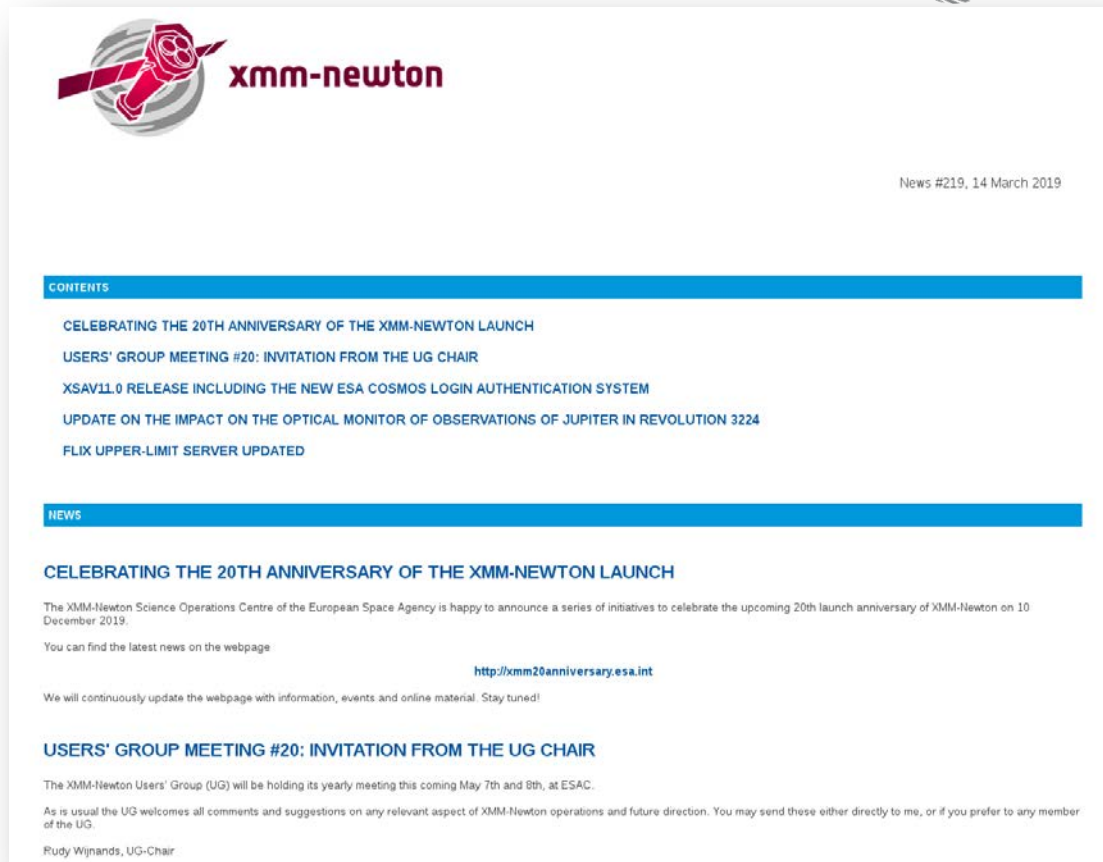 xmm-newton
News #219, 14 March 2019
CONTENTS
CELEBRATING THE 20TH ANNIVERSARY OF THE XMM-NEWTON LAUNCH
USERS' GROUP MEETING #20: INVITATION FROM THE UG CHAIR
XSAV11.0 RELEASE INCLUDING THE NEW ESA COSMOS LOGIN AUTHENTICATION SYSTEM
UPDATE ON THE IMPACT ON THE OPTICAL MONITOR OF OBSERVATIONS OF JUPITER IN REVOLUTION 3224
FLIX UPPER-LIMIT SERVER UPDATED
NEWS
CELEBRATING THE 20TH ANNIVERSARY OF THE XMM-NEWTON LAUNCH
The XMM-Newton Science Operations Centre of the European Space Agency is happy to announce a series of initiatives to celebrate the upcoming 20th launch anniversary of XMM-Newton on 10
December 2019.
You can find the latest news on the webpage
http://xmm20anniversary.esa.int
We will continuously update the webpage with information, events and online material. Stay tuned!
USERS' GROUP MEETING #20: INVITATION FROM THE UG CHAIR
The XMM-Newton Users' Group (UG) will be holding its yearly meeting this coming May 7th and 8th, at ESAC.
As is usual the UG welcomes all comments and suggestions on any relevant aspect of XMM-Newton operations and future direction. You may send these either directly to me, or if you prefer to any member
of the UG.
Rudy Wijnands, UG-Chair